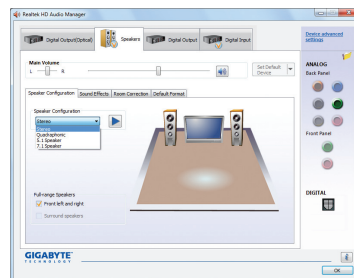 Realtek HD Audio Manager
Digital Output(Optical)
Speakers
Digital Output
Digital Input
Device advanced
settings
Main Volume
L
R
Set Default
Device
ANALOG
Back Panel
Speaker Configuration
Sound Effects
Room Correction
Default Format
Speaker Configuration
Stereo
Stereo
Quadraphonic
5.1 Speaker
7.1 Speaker
Front Panel
Full-range Speakers
Front left and right
Surround speakers
DIGITAL
GIGABYTE™
TECHNOLOGY
i
OK